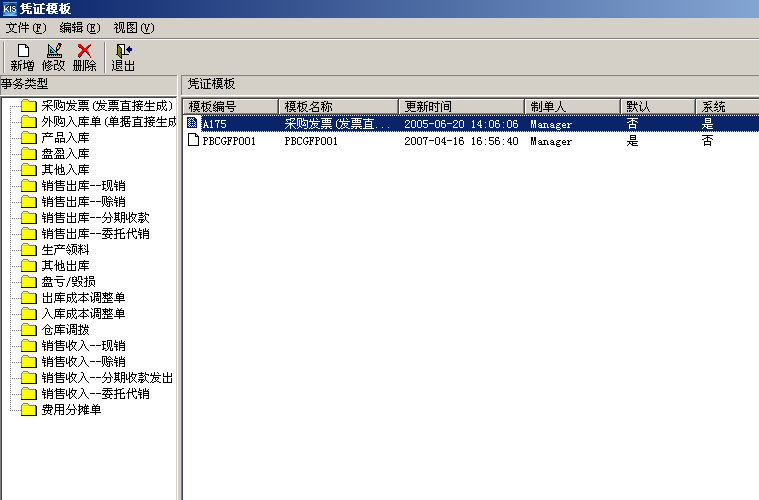 KIS 凭证模板
文件(F) 编辑(E) 视图(V)
新增 修改 删除 退出
事务类型
采购发票(发票直接生成)
外购入库单(单据直接生成
产品入库
盘盈入库
其他入库
销售出库--现销
销售出库--赊销
销售出库--分期收款
销售出库--委托代销
生产领料
其他出库
盘亏/毁损
出库成本调整单
入库成本调整单
仓库调拨
销售收入--现销
销售收入--赊销
销售收入--分期收款发出
销售收入--委托代销
费用分摊单
凭证模板
模板编号 模板名称 更新时间 制单人 默认 系统
A175 采购发票(发票直... 2005-06-20 14:06:06 Manager 否 是
PBCGFP001 PBCGFP001 2007-04-16 16:56:40 Manager 是 否